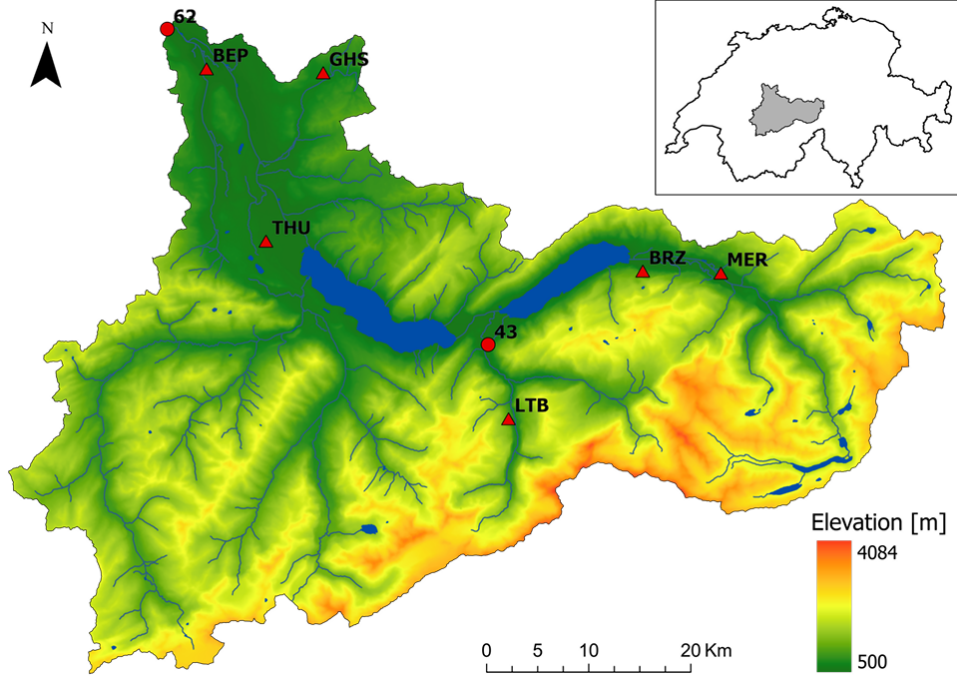 62
N
BEP
GHS
THU
BRZ
MER
43
LTB
Elevation [m]
4084
500
0 5 10 20 Km